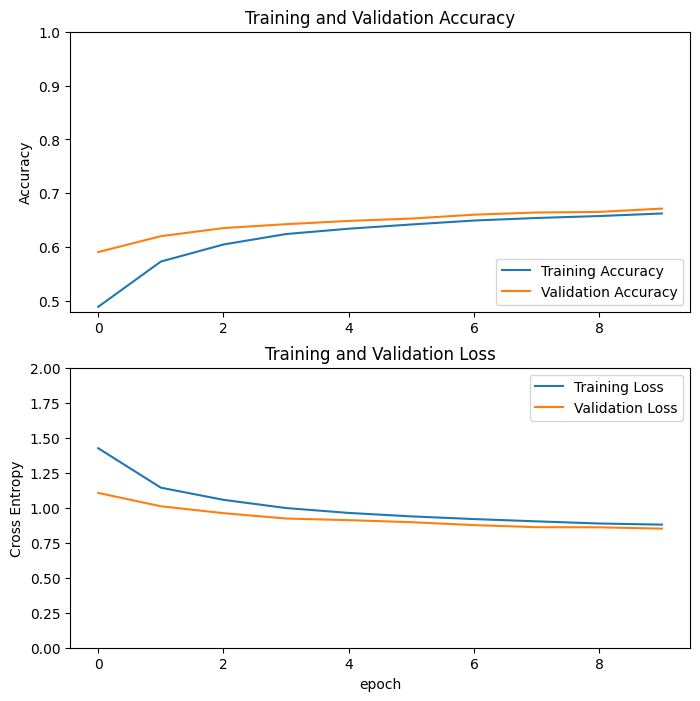 Training and Validation Accuracy
1.0
0.9
0.8
0.7
0.6
0.5
Accuracy
Training Accuracy
Validation Accuracy
0 2 4 6 8
Training and Validation Loss
2.00
1.75
1.50
1.25
1.00
0.75
0.50
0.25
0.00
Cross Entropy
Training Loss
Validation Loss
0 2 4 6 8
epoch